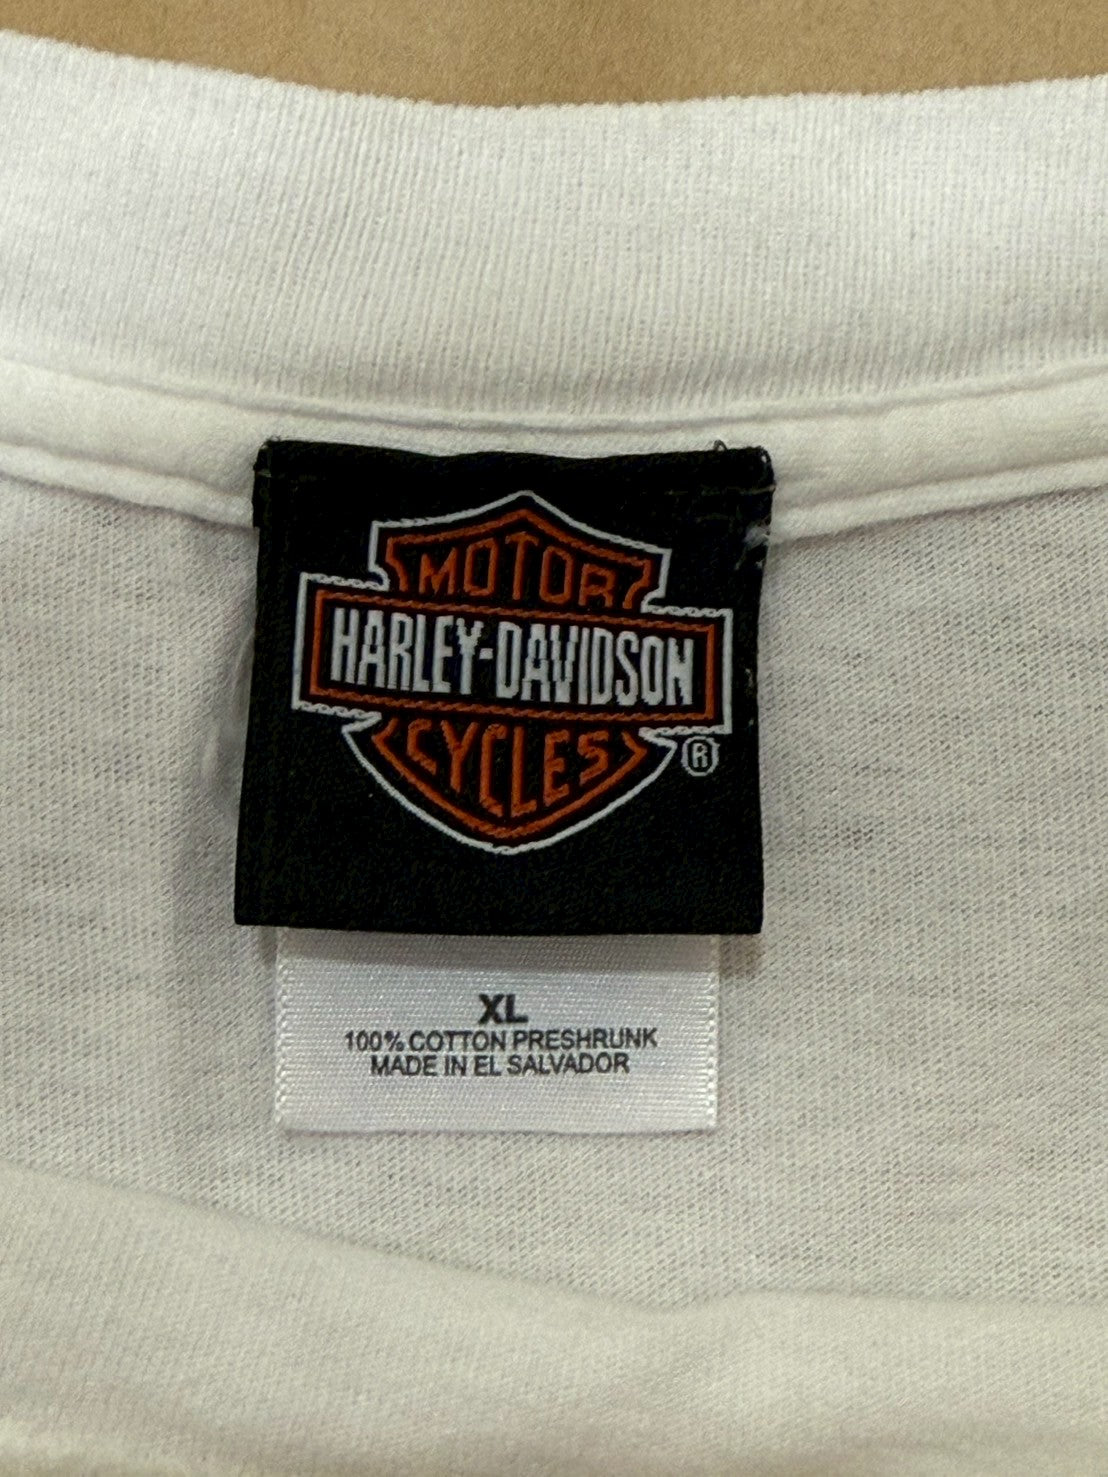 MOTOR
HARLEY-DAVIDSON
CYCLES
®
XL
100% COTTON PRESHRUNK
MADE IN EL SALVADOR